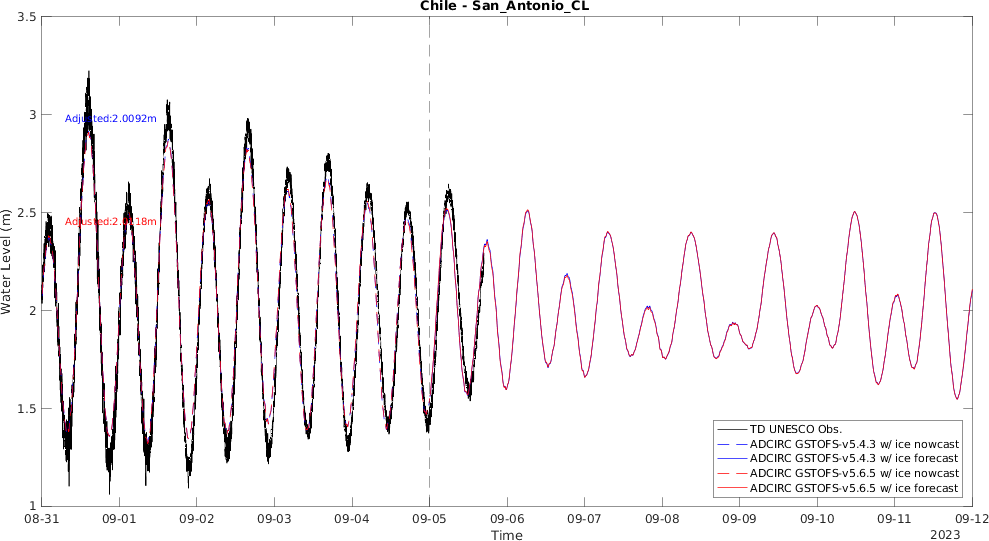 Chile - San_Antonio_CL
3.5
3
2.5
2
1.5
1
Water Level (m)
Adjusted:2.0092m
08-31
09-01
09-02
09-03
09-04
09-05
09-06
09-07
09-08
09-09
09-10
09-11
09-12
Time
2023
TD UNESCO Obs.
ADCIRC GSTOFS-v5.4.3 w/ ice nowcast
ADCIRC GSTOFS-v5.4.3 w/ ice forecast
ADCIRC GSTOFS-v5.6.5 w/ ice nowcast
ADCIRC GSTOFS-v5.6.5 w/ ice forecast